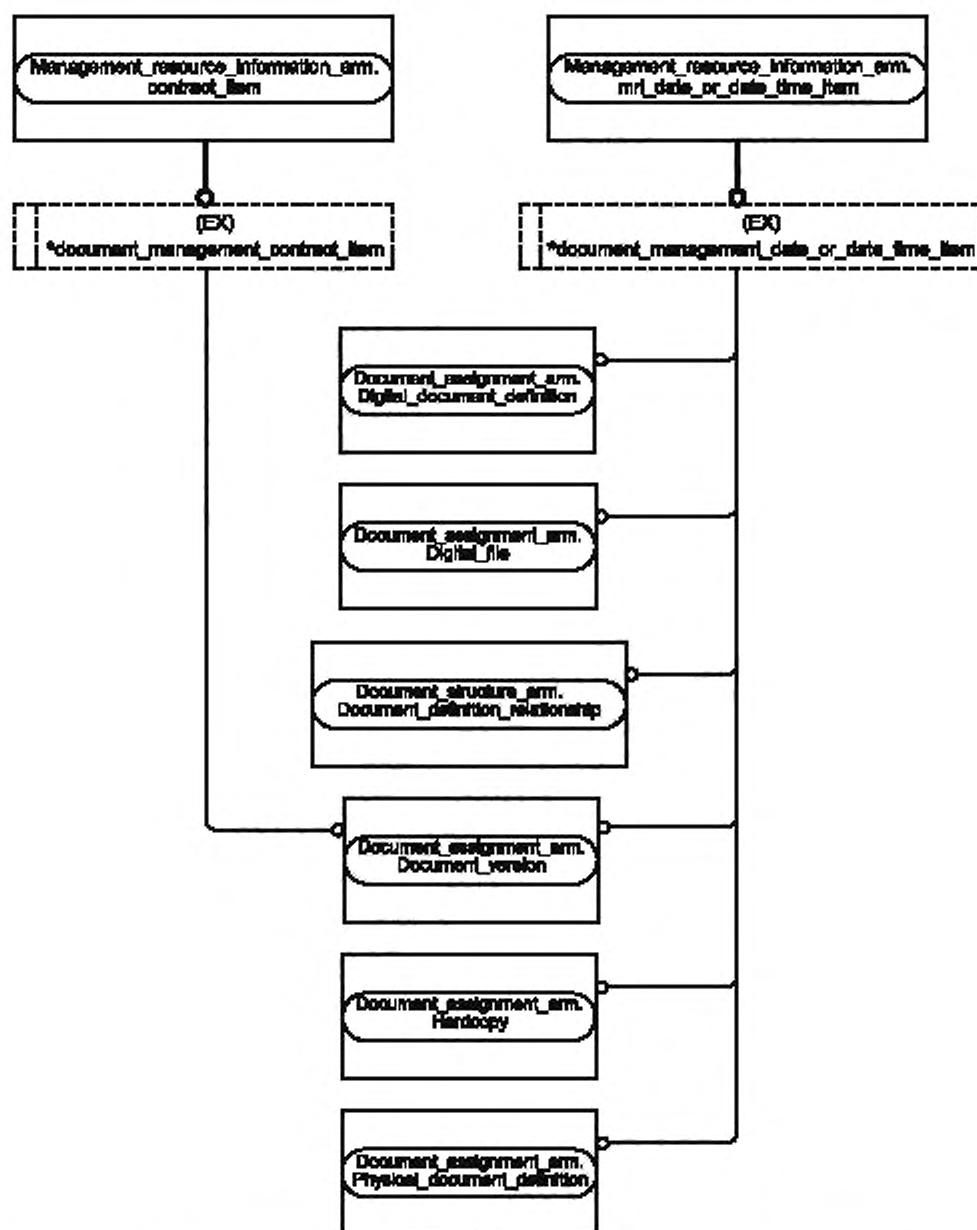 Management_resource_information_arm.
contract_item
Management_resource_information_arm.
mri_date_or_date_time_item
(EX)
*document_management_contract_item
(EX)
*document_management_date_or_date_time_item
Document_assignment_arm.
Digital_document_definition
Document_assignment_arm.
Digital_file
Document_structure_arm.
Document_definition_relationship
Document_assignment_arm.
Document_version
Document_assignment_arm.
Hardcopy
Document_assignment_arm.
Physical_document_definition